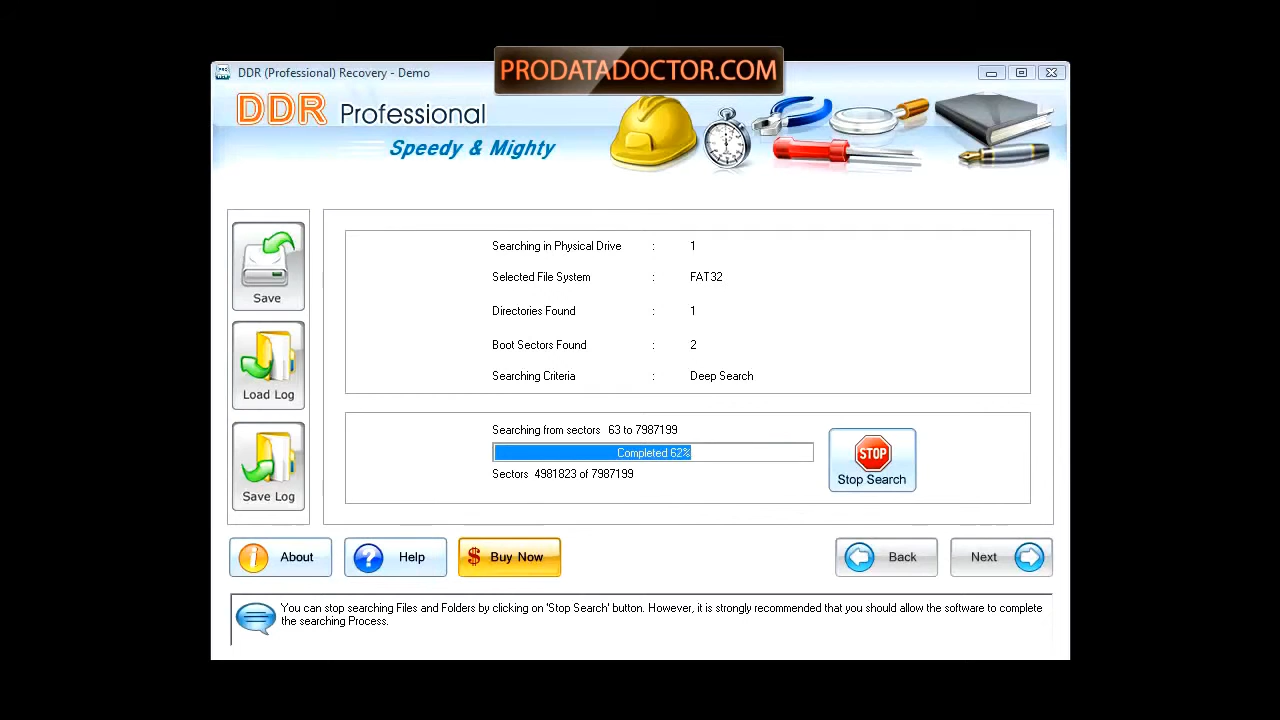 PRODATADOCTOR.COM
DDR (Professional) Recovery - Demo
DDR Professional
Speedy & Mighty
Save
Load Log
Save Log
Searching in Physical Drive : 1
Selected File System : FAT32
Directories Found : 1
Boot Sectors Found : 2
Searching Criteria : Deep Search
Searching from sectors 63 to 7987199
Completed 62%
Sectors 4981823 of 7987199
STOP
Stop Search
About
Help
$ Buy Now
Back
Next
You can stop searching Files and Folders by clicking on 'Stop Search' button. However, it is strongly recommended that you should allow the software to complete
the searching Process.